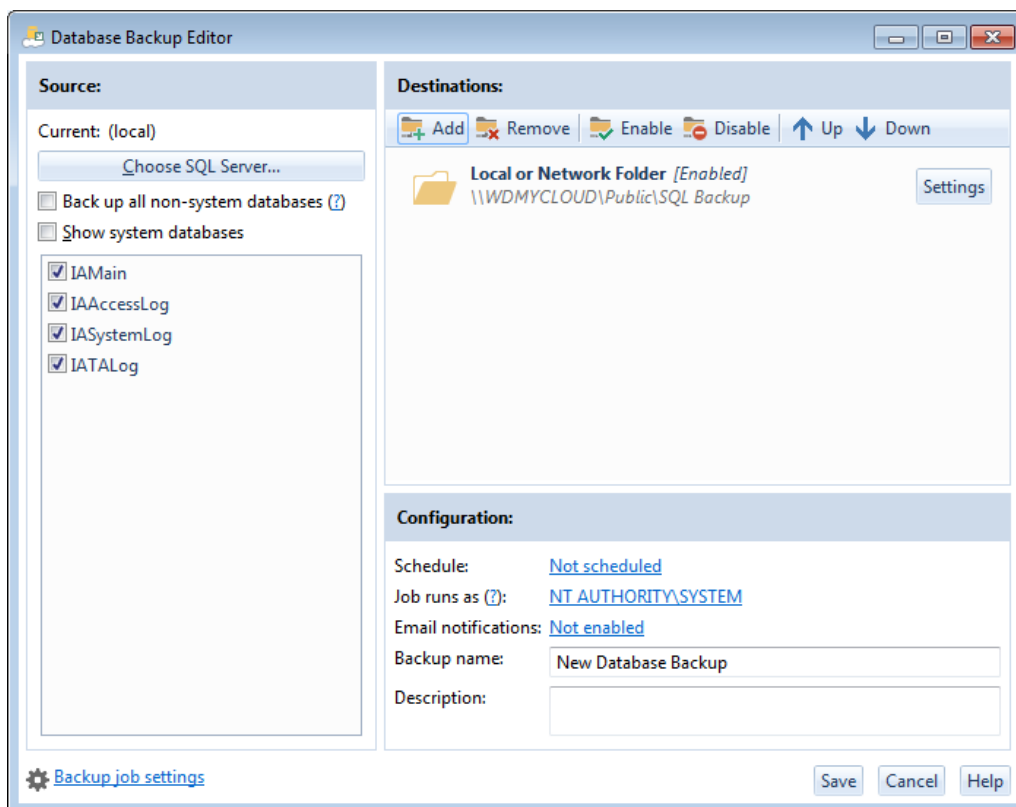 Database Backup Editor
Source:
Current: (local)
Choose SQL Server...
Back up all non-system databases (?)
Show system databases
IAMain
IAAccessLog
IASystemLog
IATALog
Destinations:
Add Remove Enable Disable Up Down
Local or Network Folder [Enabled]
\\WDMYCLOUD\Public\SQL Backup
Settings
Configuration:
Schedule: Not scheduled
Job runs as (?): NT AUTHORITY\SYSTEM
Email notifications: Not enabled
Backup name: New Database Backup
Description:
Backup job settings
Save Cancel Help